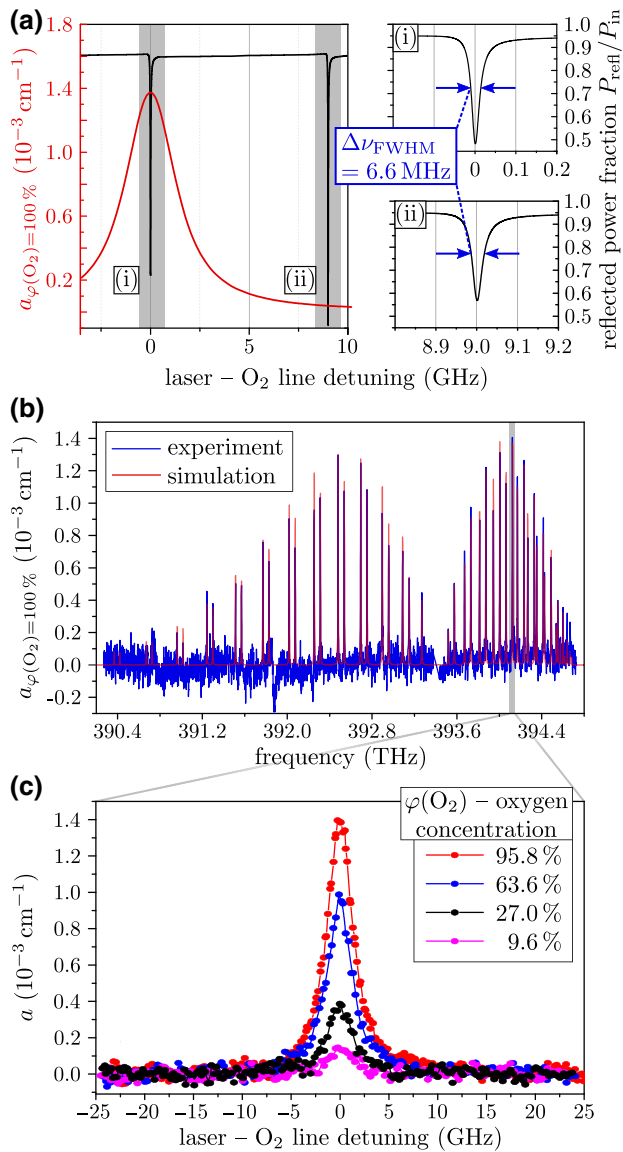 (a)
a_φ(O₂)=100 % (10⁻³ cm⁻¹)
1.8
1.6
1.4
1.2
1.0
1.8
1.6
0.2
(i)
(ii)
0
5
10
laser – O₂ line detuning (GHz)
(i)
1.0
0.9
0.8
0.7
0.6
0.5
0
0.1
0.2
Δν_FWHM
= 6.6 MHz
(ii)
1.0
0.9
0.8
0.7
0.6
0.5
8.9
9.0
9.1
9.2
reflected power fraction P_refl/P_in
(b)
a_φ(O₂)=100 % (10⁻³ cm⁻¹)
1.4
1.2
1.0
0.8
0.6
0.4
0.2
0.0
-0.2
experiment
simulation
390.4 391.2 392.0 392.8 393.6 394.4
frequency (THz)
(c)
a (10⁻³ cm⁻¹)
1.4
1.2
1.0
0.8
0.6
0.4
0.2
0.0
φ(O₂) – oxygen
concentration
95.8 %
63.6 %
27.0 %
9.6 %
−25 −20 −15 −10 −5 0 5 10 15 20 25
laser – O₂ line detuning (GHz)